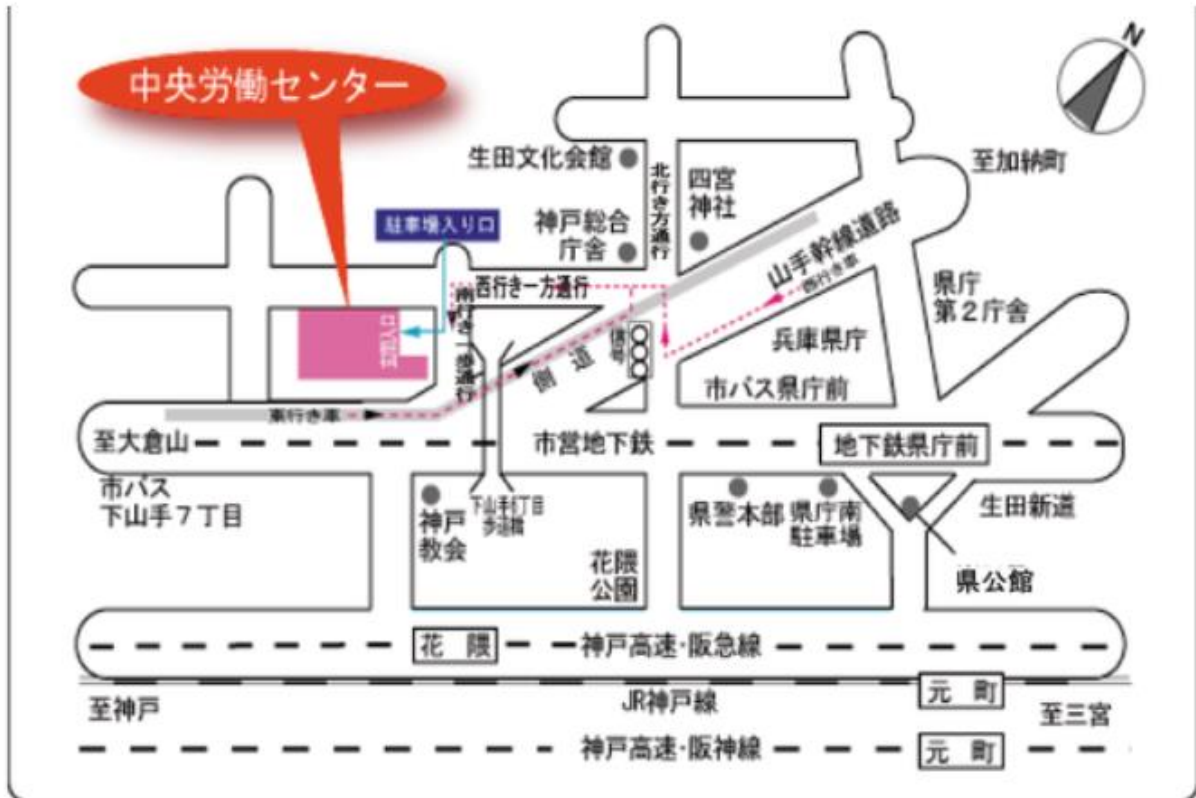 N
中央労働センター
生田文化会館
北行き一方通行
四宮
神社
至加納町
駐車場入り口
神戸総合
庁舎
山手幹線道路
西行き車
西行き一方通行
南行き一歩通行
県庁
第2庁舎
信号
兵庫県庁
側道
市バス県庁前
東行き車
至大倉山
市営地下鉄
地下鉄県庁前
市バス
下山手7丁目
神戸
教会
下山手6丁目
歩道橋
花隈
公園
県警本部
県庁南
駐車場
生田新道
県公館
花隈
神戸高速・阪急線
至神戸
JR神戸線
元町
至三宮
神戸高速・阪神線
元町